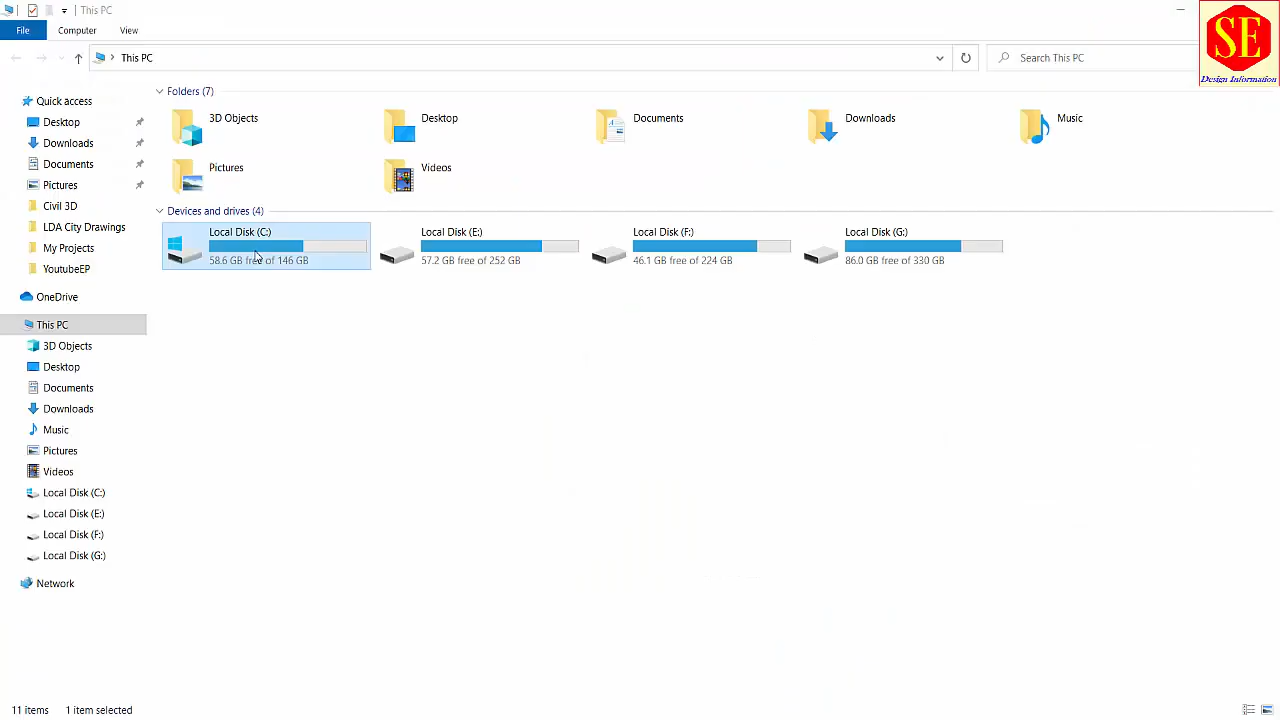 This PC
File
Computer
View
This PC
Search This PC
SE
Design Information
Quick access
Desktop
Downloads
Documents
Pictures
Civil 3D
LDA City Drawings
My Projects
YoutubeEP
OneDrive
This PC
3D Objects
Desktop
Documents
Downloads
Music
Pictures
Videos
Local Disk (C:)
Local Disk (E:)
Local Disk (F:)
Local Disk (G:)
Network
Folders (7)
3D Objects
Desktop
Documents
Downloads
Music
Pictures
Videos
Devices and drives (4)
Local Disk (C:)
58.6 GB free of 146 GB
Local Disk (E:)
57.2 GB free of 252 GB
Local Disk (F:)
46.1 GB free of 224 GB
Local Disk (G:)
86.0 GB free of 330 GB
11 items
1 item selected